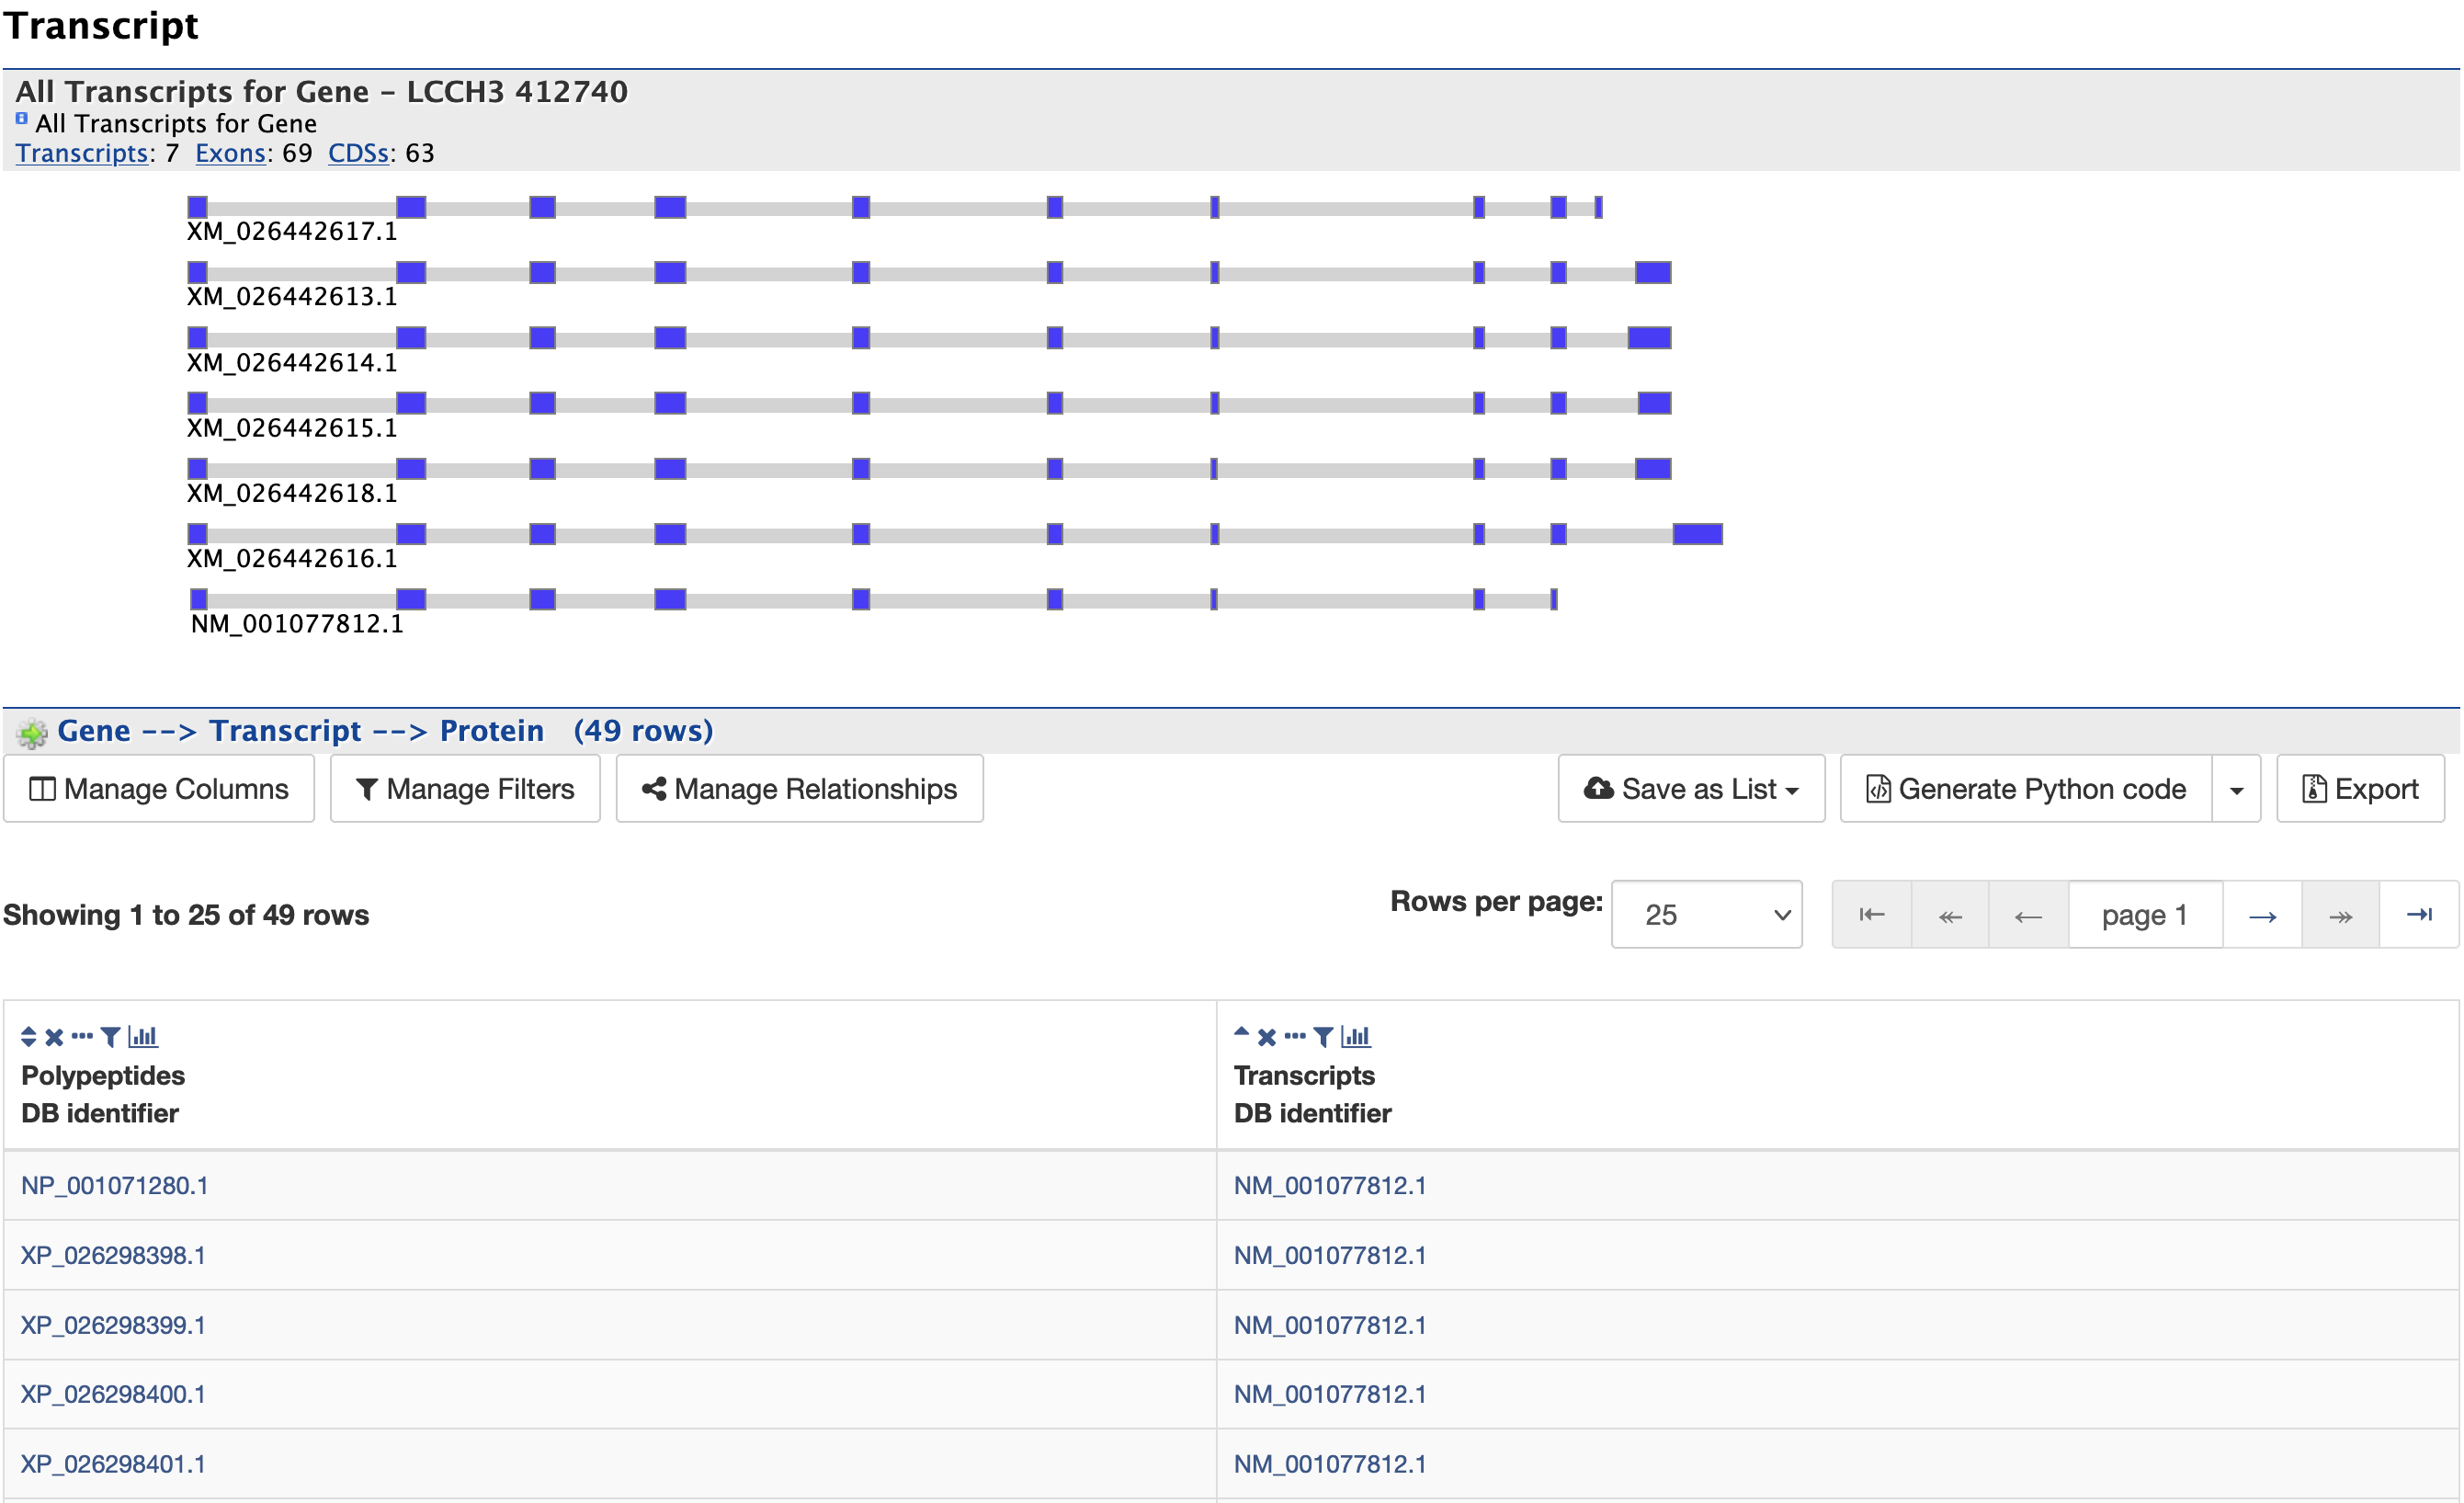 Transcript
All Transcripts for Gene – LCCH3 412740
All Transcripts for Gene
Transcripts: 7 Exons: 69 CDSs: 63
XM_026442617.1
XM_026442613.1
XM_026442614.1
XM_026442615.1
XM_026442618.1
XM_026442616.1
NM_001077812.1
Gene --> Transcript --> Protein (49 rows)
Manage Columns Manage Filters Manage Relationships Save as List Generate Python code Export
Showing 1 to 25 of 49 rows Rows per page: 25 page 1
Polypeptides Transcripts
DB identifier DB identifier
NP_001071280.1 NM_001077812.1
XP_026298398.1 NM_001077812.1
XP_026298399.1 NM_001077812.1
XP_026298400.1 NM_001077812.1
XP_026298401.1 NM_001077812.1